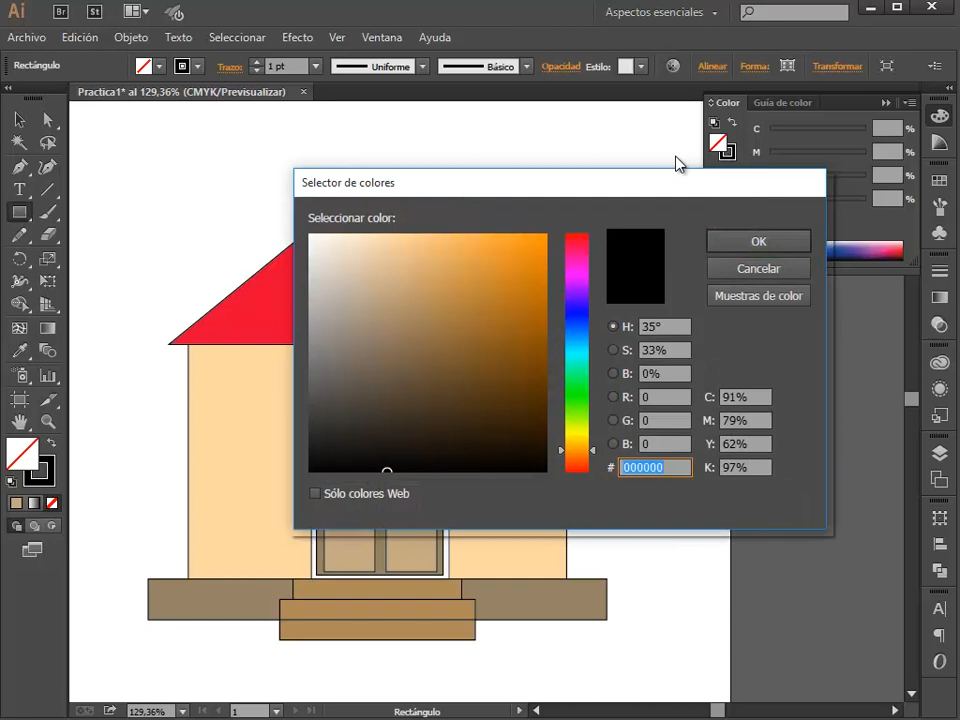 Ai Br St Aspectos esenciales
Archivo Edición Objeto Texto Seleccionar Efecto Ver Ventana Ayuda
Rectángulo Trazo: 1 pt Uniforme Básico Opacidad Estilo: Alinear Forma: Transformar
Practica1* al 129,36% (CMYK/Previsualizar) ×
Color Guía de color
C %
M %
%
%
Selector de colores
Seleccionar color:
OK
Cancelar
Muestras de color
H: 35°
S: 33%
B: 0%
R: 0 C: 91%
G: 0 M: 79%
B: 0 Y: 62%
# 000000 K: 97%
Sólo colores Web
129,36% 1 Rectángulo